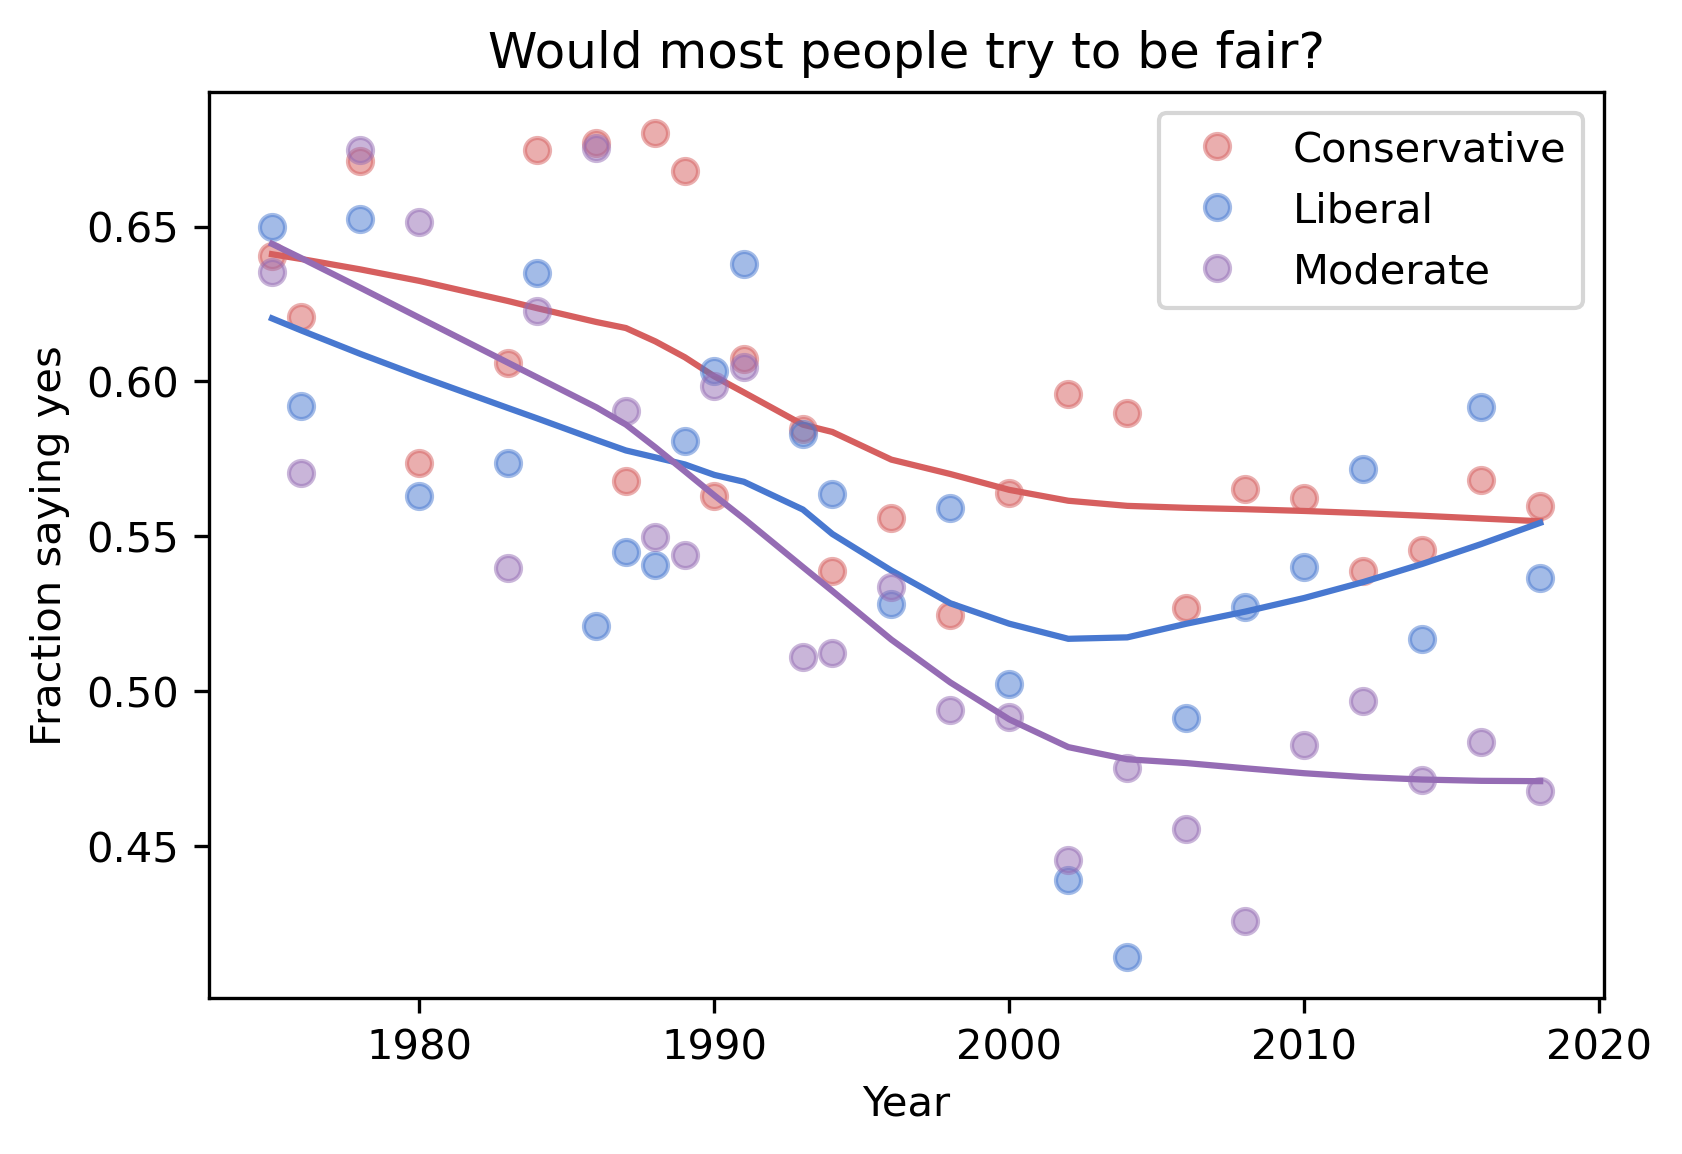 Would most people try to be fair?
Conservative
Liberal
Moderate
0.65
0.60
0.55
0.50
0.45
Fraction saying yes
1980 1990 2000 2010 2020
Year